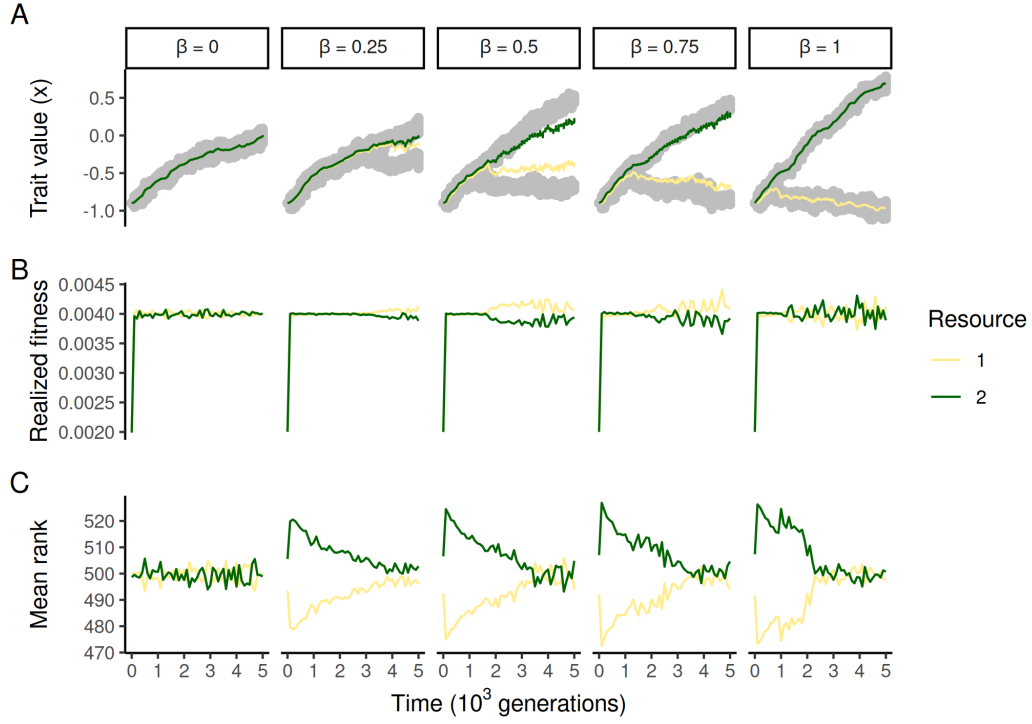 A
β = 0
β = 0.25
β = 0.5
β = 0.75
β = 1
Trait value (x)
0.5
0.0
-0.5
-1.0
B
Realized fitness
0.0045
0.0040
0.0035
0.0030
0.0025
0.0020
Resource
1
2
C
Mean rank
520
510
500
490
480
470
0 1 2 3 4 5 0 1 2 3 4 5 0 1 2 3 4 5 0 1 2 3 4 5 0 1 2 3 4 5
Time (10³ generations)